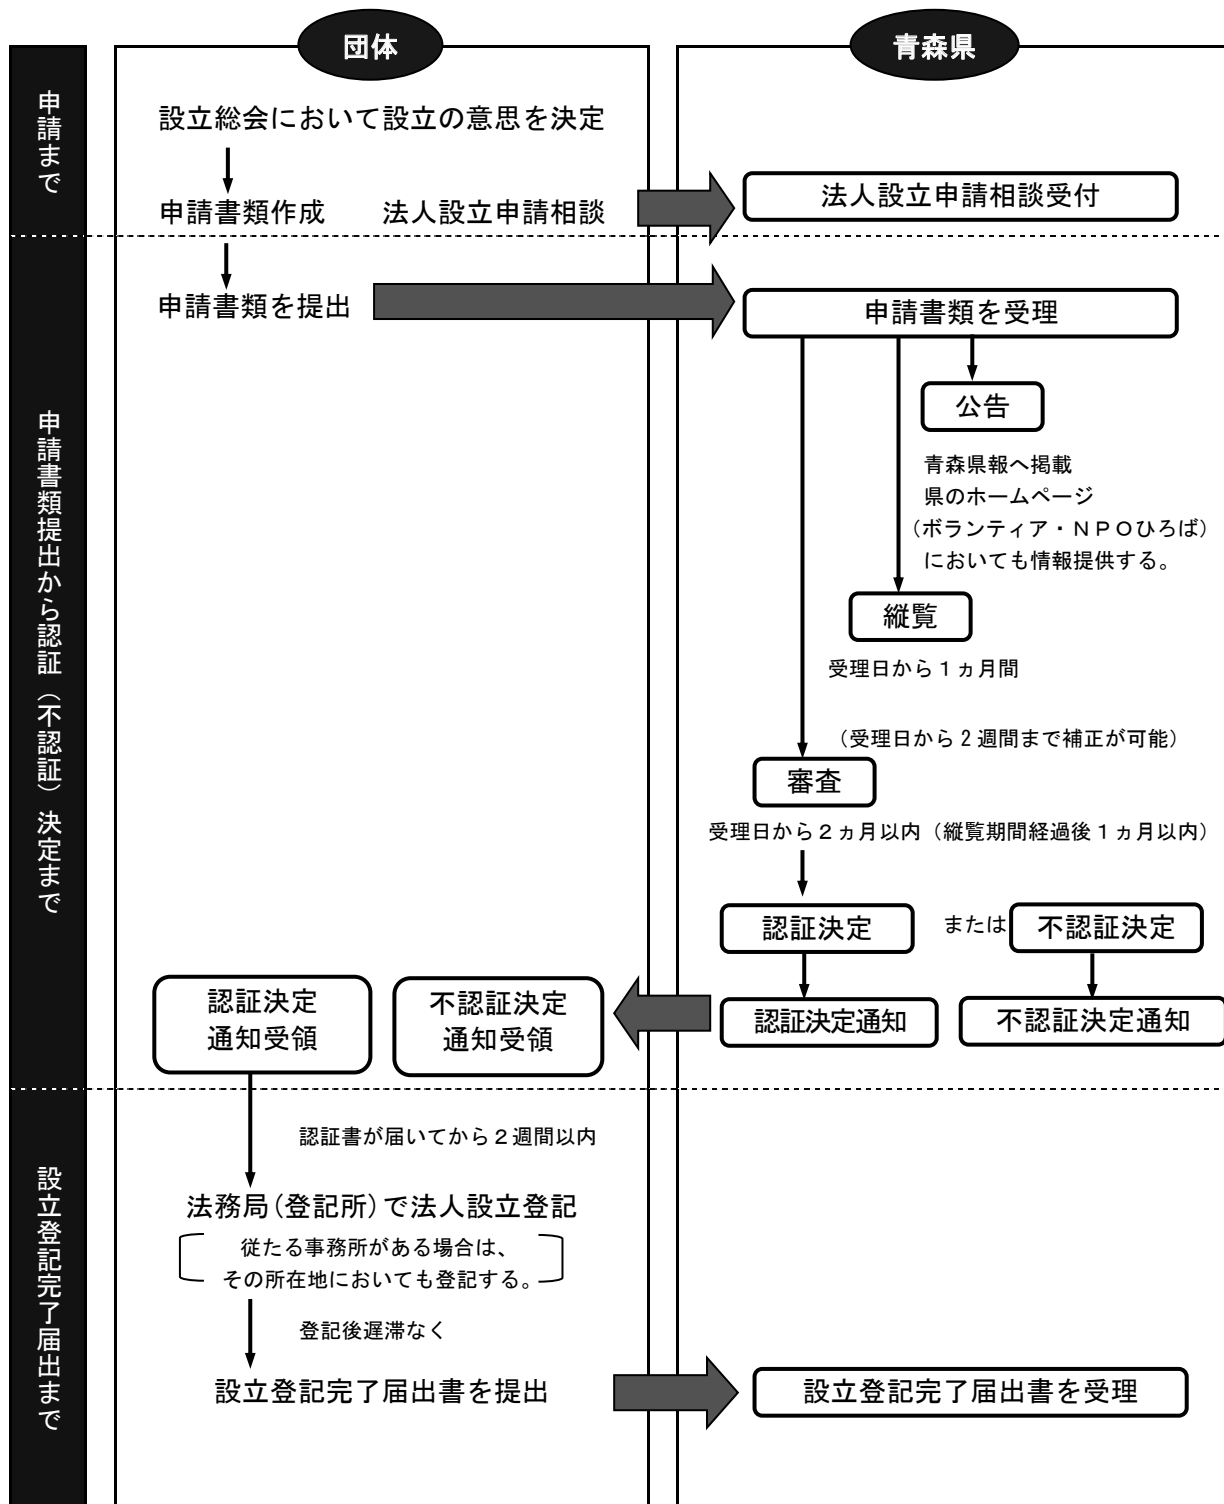 団体
青森県
申請まで
設立総会において設立の意思を決定
申請書類作成
法人設立申請相談
法人設立申請相談受付
申請書類提出から認証（不認証）決定まで
申請書類を提出
申請書類を受理
公告
青森県報へ掲載
県のホームページ
（ボランティア・ＮＰＯひろば）
においても情報提供する。
縦覧
受理日から１ヵ月間
（受理日から２週間まで補正が可能）
審査
受理日から２ヵ月以内（縦覧期間経過後１ヵ月以内）
認証決定
または
不認証決定
認証決定
通知受領
不認証決定
通知受領
認証決定通知
不認証決定通知
設立登記完了届出まで
認証書が届いてから２週間以内
法務局（登記所）で法人設立登記
従たる事務所がある場合は、
その所在地においても登記する。
登記後遅滞なく
設立登記完了届出書を提出
設立登記完了届出書を受理